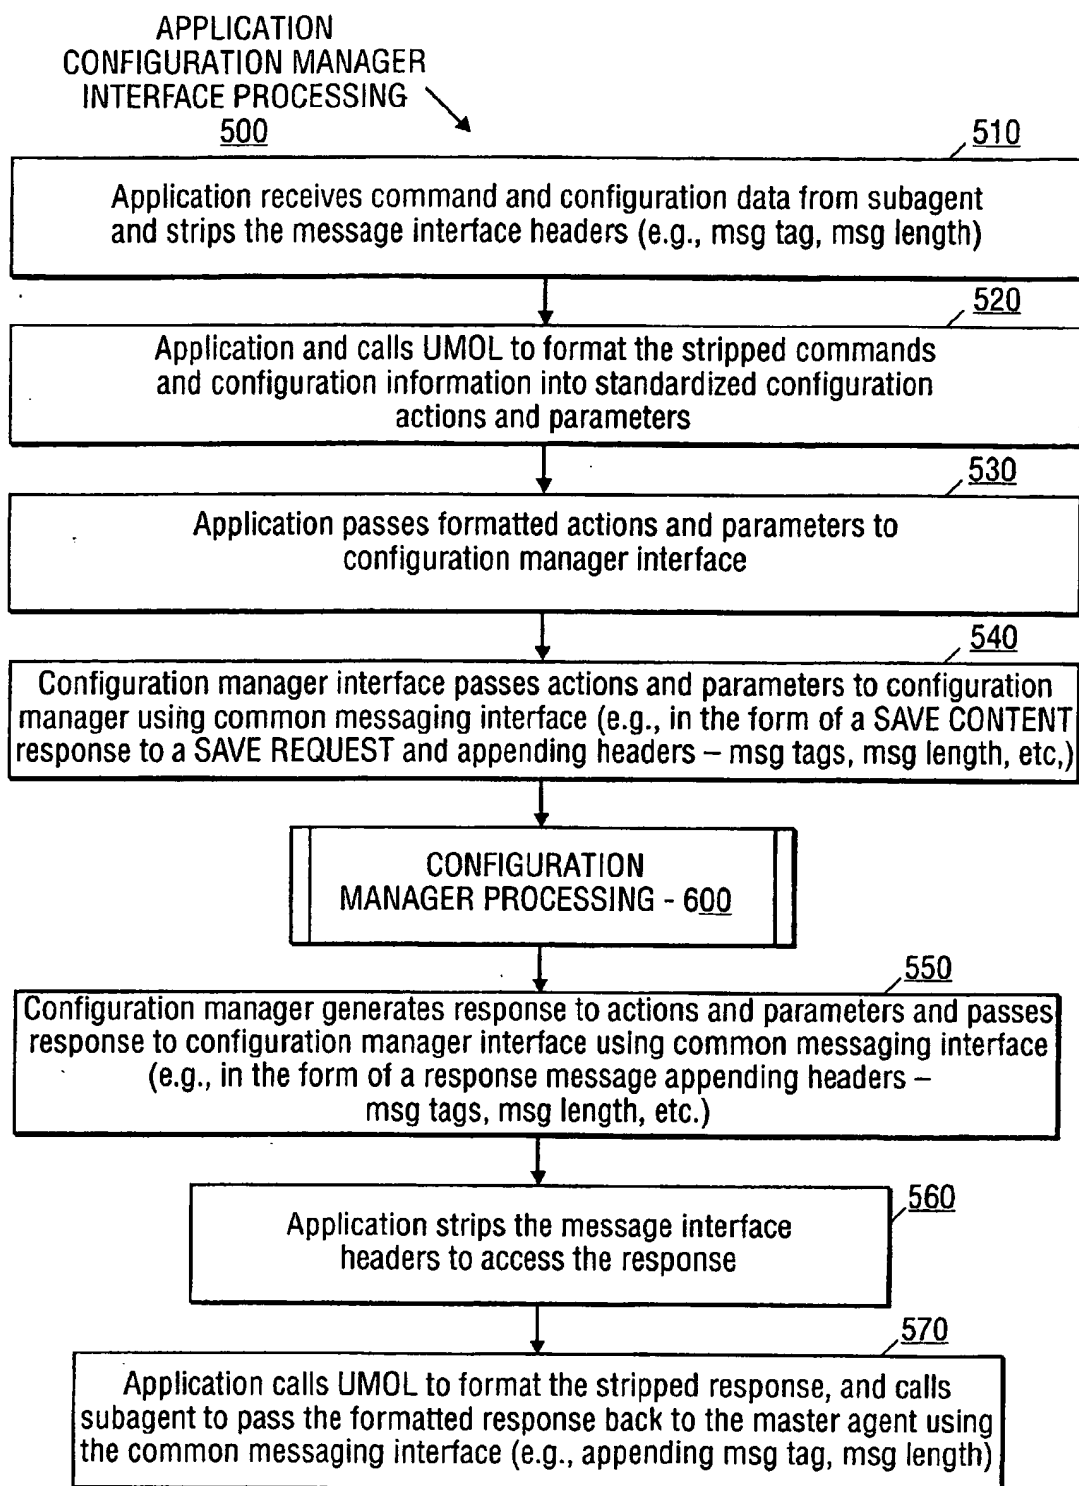 APPLICATION
CONFIGURATION MANAGER
INTERFACE PROCESSING
500
510
Application receives command and configuration data from subagent
and strips the message interface headers (e.g., msg tag, msg length)
520
Application and calls UMOL to format the stripped commands
and configuration information into standardized configuration
actions and parameters
530
Application passes formatted actions and parameters to
configuration manager interface
540
Configuration manager interface passes actions and parameters to configuration
manager using common messaging interface (e.g., in the form of a SAVE CONTENT
response to a SAVE REQUEST and appending headers – msg tags, msg length, etc,)
CONFIGURATION
MANAGER PROCESSING - 600
550
Configuration manager generates response to actions and parameters and passes
response to configuration manager interface using common messaging interface
(e.g., in the form of a response message appending headers –
msg tags, msg length, etc.)
560
Application strips the message interface
headers to access the response
570
Application calls UMOL to format the stripped response, and calls
subagent to pass the formatted response back to the master agent using
the common messaging interface (e.g., appending msg tag, msg length)